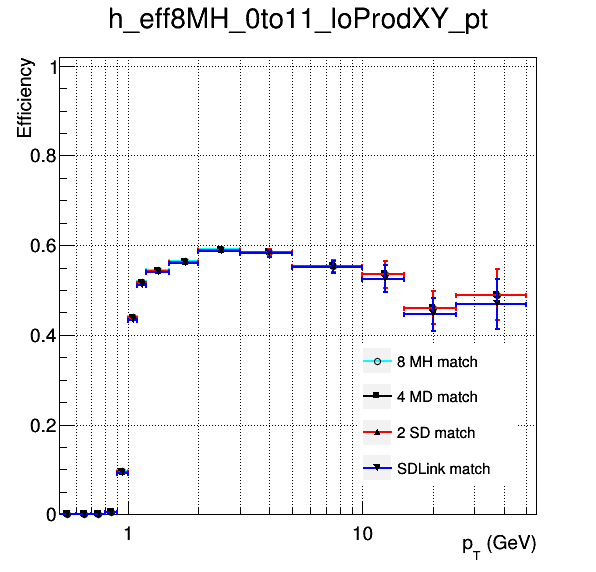 h_eff8MH_0to11_loProdXY_pt
Efficiency
1
0.8
0.6
0.4
0.2
0
8 MH match
4 MD match
2 SD match
SDLink match
1
10
p_T (GeV)